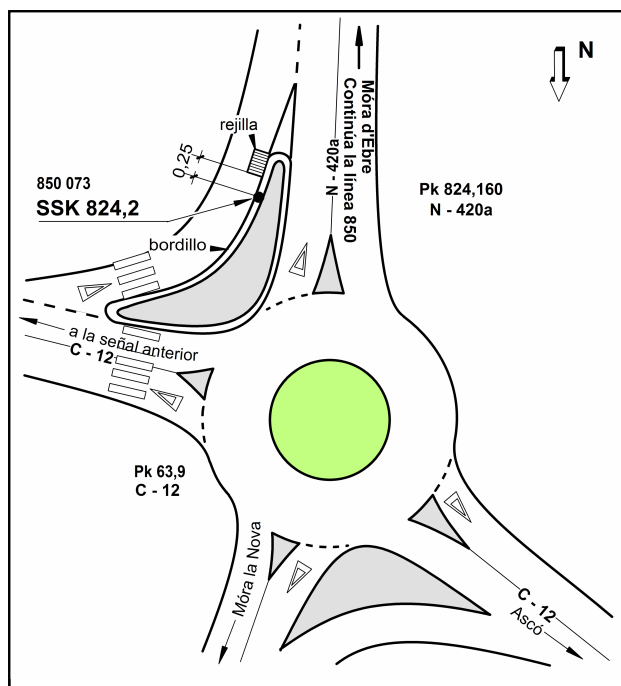 N
rejilla
0,25
850 073
SSK 824,2
bordillo
N - 420a
Continúa la línea 850
Móra d'Ebre
Pk 824,160
N - 420a
a la señal anterior
C - 12
Pk 63,9
C - 12
Móra la Nova
C - 12
Ascó